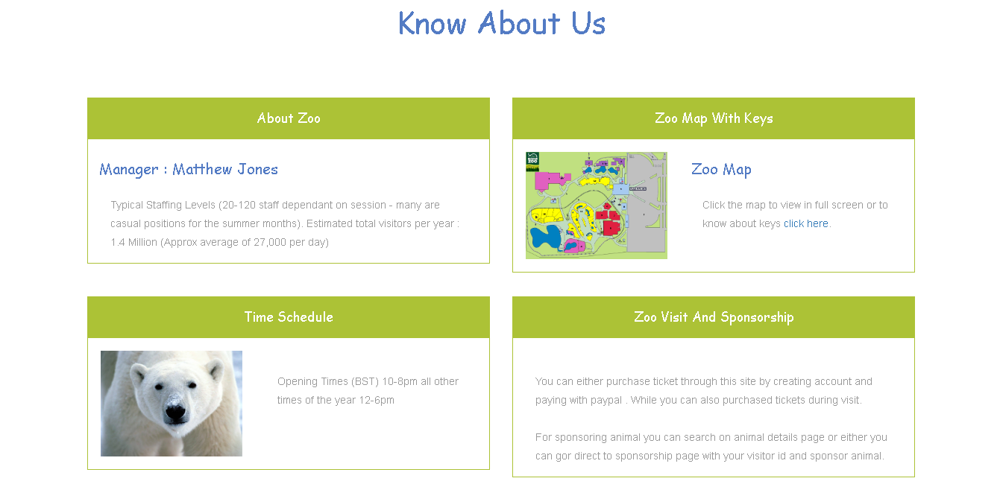 Know About Us
About Zoo
Manager : Matthew Jones
Typical Staffing Levels (20-120 staff dependant on session - many are
casual positions for the summer months). Estimated total visitors per year :
1.4 Million (Approx average of 27,000 per day)
Zoo Map With Keys
ZOO
ENTRANCE
Zoo Map
Click the map to view in full screen or to
know about keys click here.
Time Schedule
Opening Times (BST) 10-8pm all other
times of the year 12-6pm
Zoo Visit And Sponsorship
You can either purchase ticket through this site by creating account and
paying with paypal . While you can also purchased tickets during visit.
For sponsoring animal you can search on animal details page or either you
can gor direct to sponsorship page with your visitor id and sponsor animal.